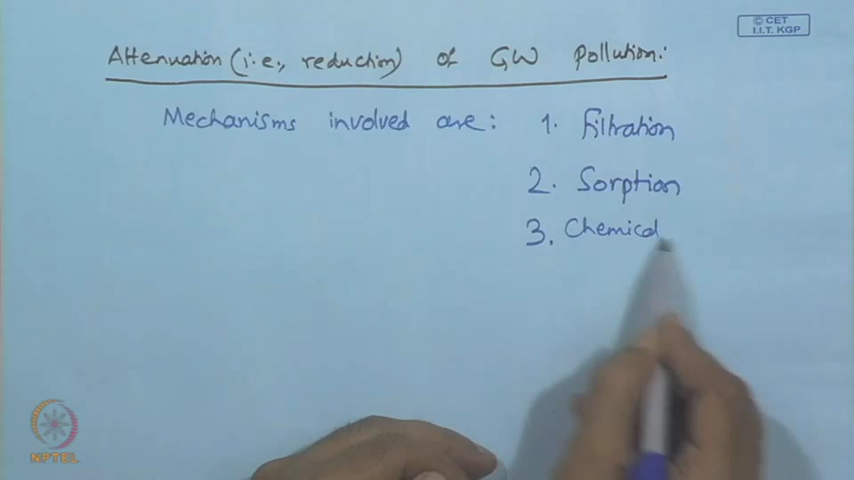 © CET
I.I.T. KGP
Attenuation (i.e., reduction) of GW Pollution:
Mechanisms involved are: 1. Filtration
2. Sorption
3. Chemical
NPTEL